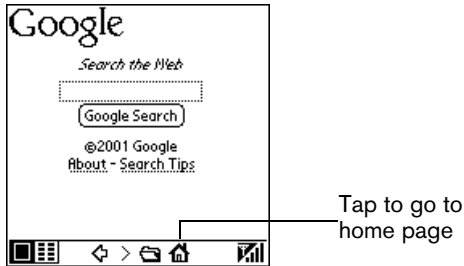 Google
Search the Web
Google Search
©2001 Google
About - Search Tips
Tap to go to
home page